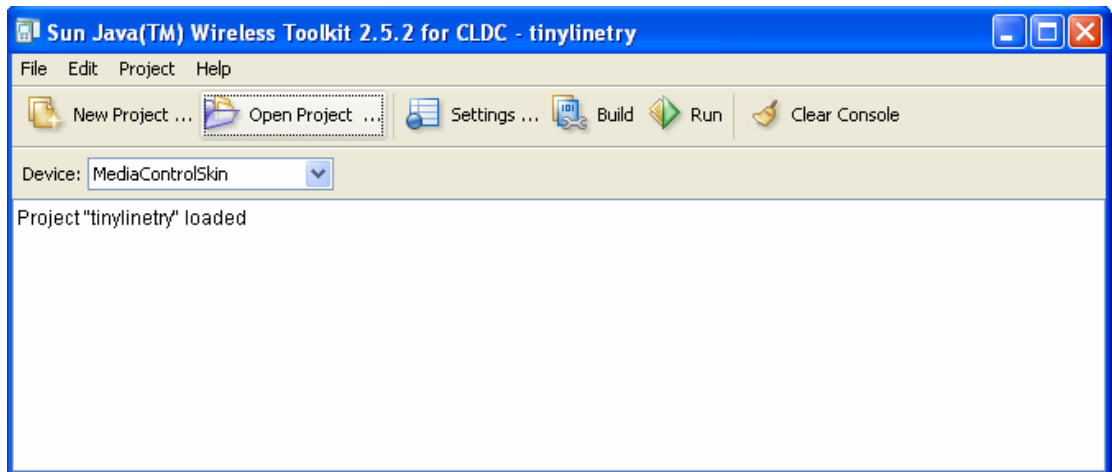 Sun Java(TM) Wireless Toolkit 2.5.2 for CLDC - tinylinetry
File Edit Project Help
New Project ... Open Project ... Settings ... Build Run Clear Console
Device: MediaControlSkin
Project "tinylinetry" loaded